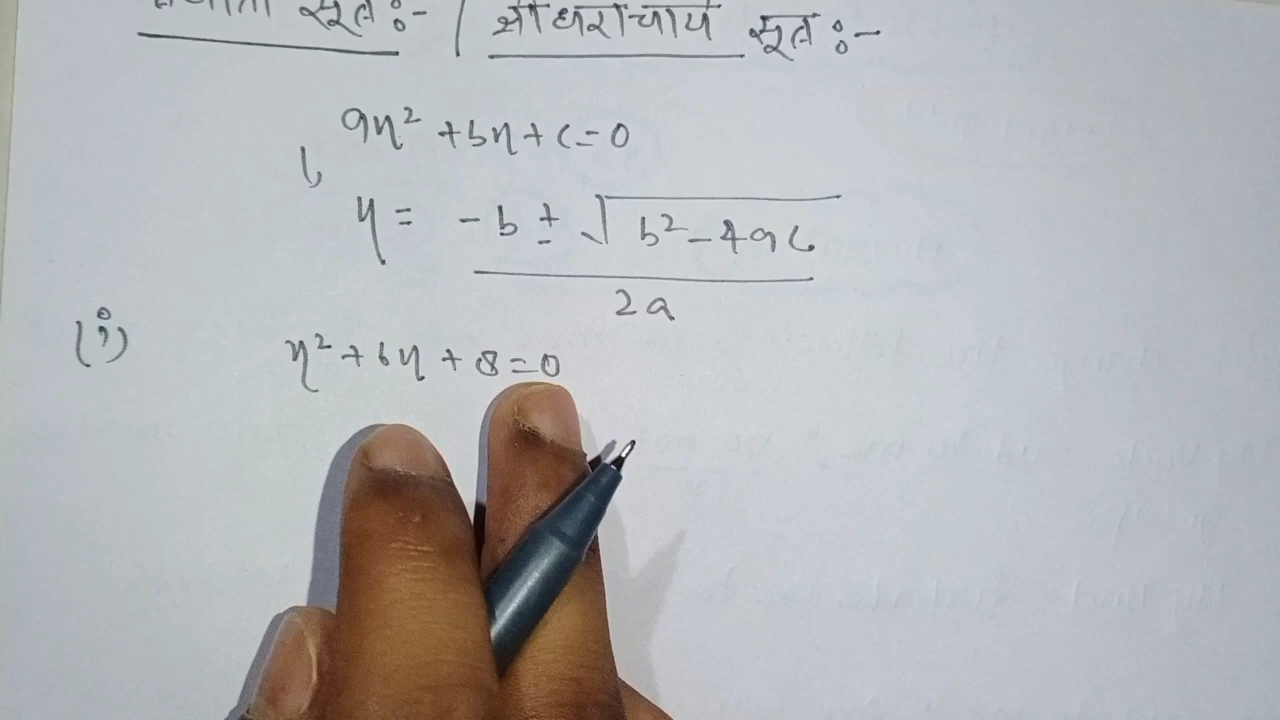 सूत्र :- / श्रीधराचार्य सूत्र :-
ax² + bx + c = 0
x = -b ± √b² - 4ac
2a
(i) x² + 6x + 8 = 0